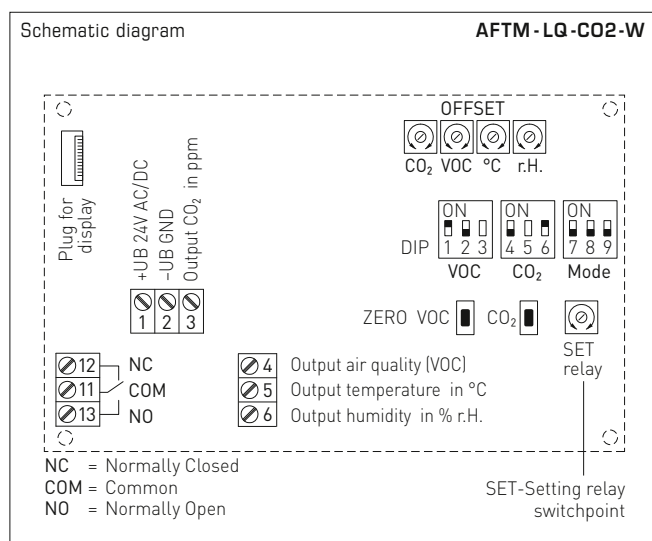 Schematic diagram AFTM-LQ-CO2-W
OFFSET
CO₂ VOC °C r.H.
Plug for
display
+UB 24V AC/DC
-UB GND
Output CO₂ in ppm
ON ON ON
DIP 1 2 3 4 5 6 7 8 9
VOC CO₂ Mode
1 2 3
ZERO VOC CO₂
SET
relay
12 NC
11 COM
13 NO
4 Output air quality (VOC)
5 Output temperature in °C
6 Output humidity in % r.H.
NC = Normally Closed
COM = Common
NO = Normally Open
SET-Setting relay
switchpoint